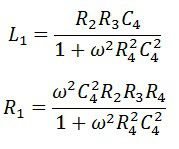 L₁ = R₂R₃C₄ / (1 + ω²R₄²C₄²)
R₁ = ω²C₄²R₂R₃R₄ / (1 + ω²R₄²C₄²)